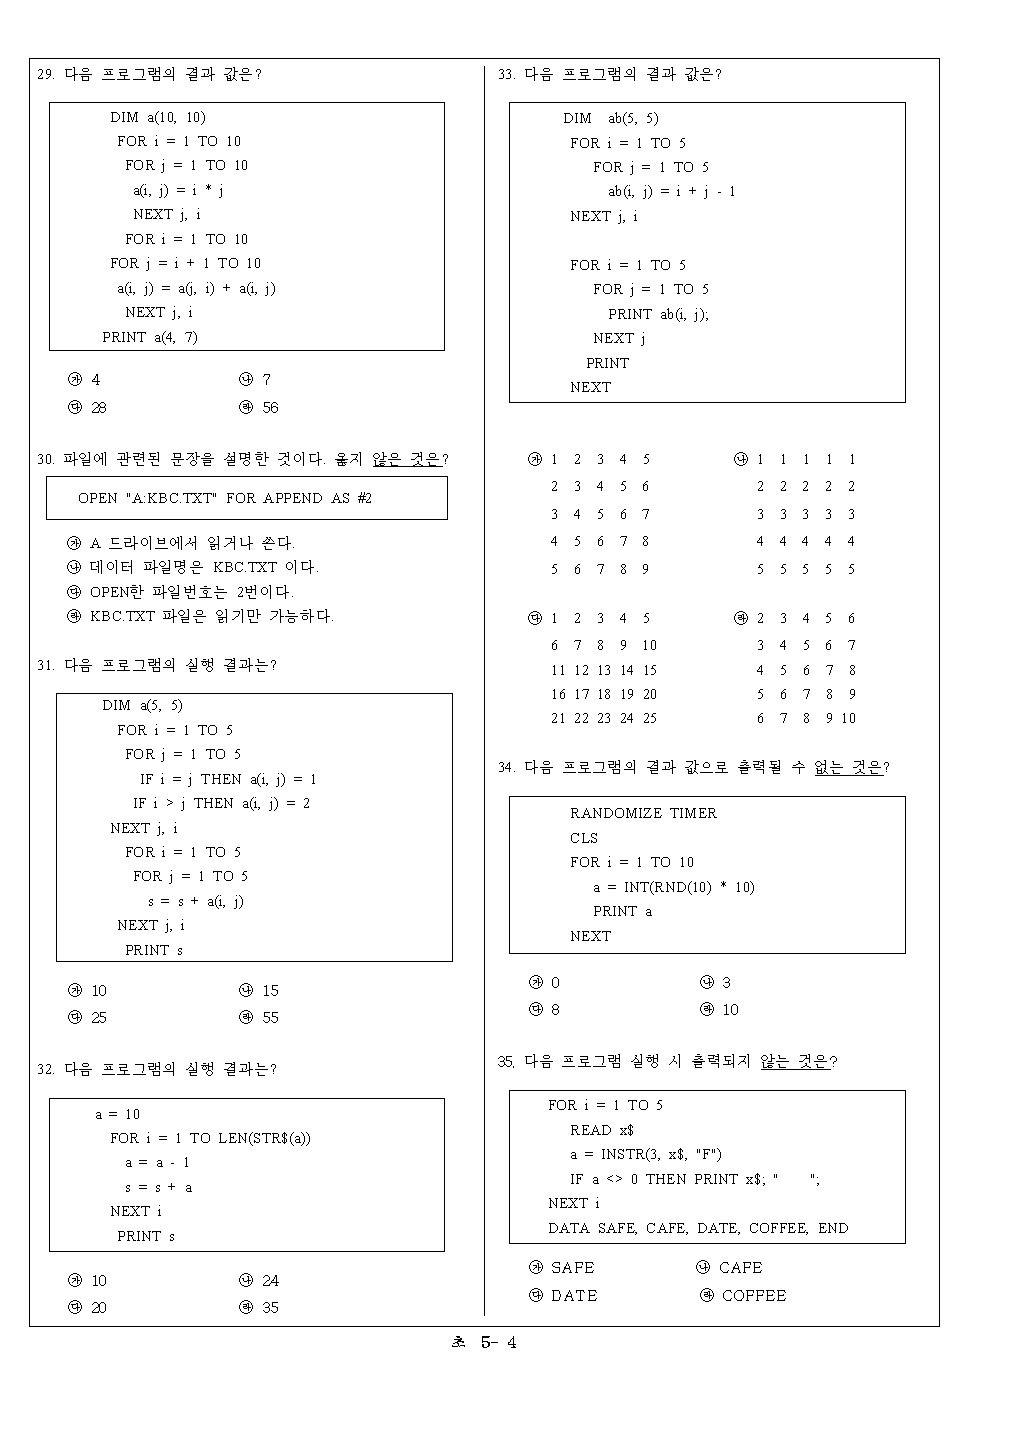 29. 다음 프로그램의 결과 값은?
DIM a(10, 10)
FOR i = 1 TO 10
FOR j = 1 TO 10
a(i, j) = i * j
NEXT j, i
FOR i = 1 TO 10
FOR j = i + 1 TO 10
a(i, j) = a(j, i) + a(i, j)
NEXT j, i
PRINT a(4, 7)
㉮ 4 ㉯ 7
㉰ 28 ㉱ 56
30. 파일에 관련된 문장을 설명한 것이다. 옳지 않은 것은?
OPEN "A:KBC.TXT" FOR APPEND AS #2
㉮ A 드라이브에서 읽거나 쓴다.
㉯ 데이터 파일명은 KBC.TXT 이다.
㉰ OPEN한 파일번호는 2번이다.
㉱ KBC.TXT 파일은 읽기만 가능하다.
31. 다음 프로그램의 실행 결과는?
DIM a(5, 5)
FOR i = 1 TO 5
FOR j = 1 TO 5
IF i = j THEN a(i, j) = 1
IF i > j THEN a(i, j) = 2
NEXT j, i
FOR i = 1 TO 5
FOR j = 1 TO 5
s = s + a(i, j)
NEXT j, i
PRINT s
㉮ 10 ㉯ 15
㉰ 25 ㉱ 55
32. 다음 프로그램의 실행 결과는?
a = 10
FOR i = 1 TO LEN(STR$(a))
a = a - 1
s = s + a
NEXT i
PRINT s
㉮ 10 ㉯ 24
㉰ 20 ㉱ 35
33. 다음 프로그램의 결과 값은?
DIM ab(5, 5)
FOR i = 1 TO 5
FOR j = 1 TO 5
ab(i, j) = i + j - 1
NEXT j, i
FOR i = 1 TO 5
FOR j = 1 TO 5
PRINT ab(i, j);
NEXT j
PRINT
NEXT
㉮ 1 2 3 4 5 ㉯ 1 1 1 1 1
2 3 4 5 6 2 2 2 2 2
3 4 5 6 7 3 3 3 3 3
4 5 6 7 8 4 4 4 4 4
5 6 7 8 9 5 5 5 5 5
㉰ 1 2 3 4 5 ㉱ 2 3 4 5 6
6 7 8 9 10 3 4 5 6 7
11 12 13 14 15 4 5 6 7 8
16 17 18 19 20 5 6 7 8 9
21 22 23 24 25 6 7 8 9 10
34. 다음 프로그램의 결과 값으로 출력될 수 없는 것은?
RANDOMIZE TIMER
CLS
FOR i = 1 TO 10
a = INT(RND(10) * 10)
PRINT a
NEXT
㉮ 0 ㉯ 3
㉰ 8 ㉱ 10
35. 다음 프로그램 실행 시 출력되지 않는 것은?
FOR i = 1 TO 5
READ x$
a = INSTR(3, x$, "F")
IF a <> 0 THEN PRINT x$; "    ";
NEXT i
DATA SAFE, CAFE, DATE, COFFEE, END
㉮ SAFE ㉯ CAFE
㉰ DATE ㉱ COFFEE
초 5- 4